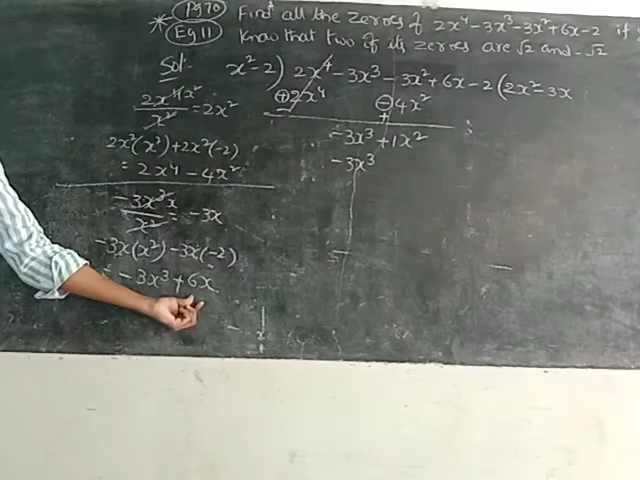 Pg 70 Find all the zeroes of 2x⁴ - 3x³ - 3x² + 6x - 2 if
Eg 11 know that two of its zeroes are √2 and -√2
Sol: x² - 2) 2x⁴ - 3x³ - 3x² + 6x - 2 (2x² - 3x
2x⁴ x²/x² = 2x² + 2x⁴ - 4x²
+
2x²(x²) + 2x²(-2) - 3x³ + 1x²
= 2x⁴ - 4x² - 3x³
-3x² x/x² = -3x
-3x(x²) - 3x(-2)
- 3x³ + 6x